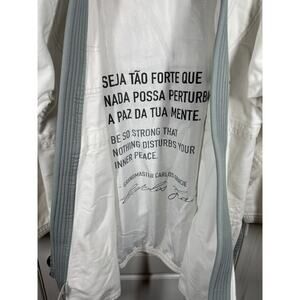 SEJA TÃO FORTE QUE
NADA POSSA PERTURBAR
A PAZ DA TUA MENTE.
BE SO STRONG THAT
NOTHING DISTURBS YOUR
INNER PEACE.
GRANDMASTER CARLOS GRACIE